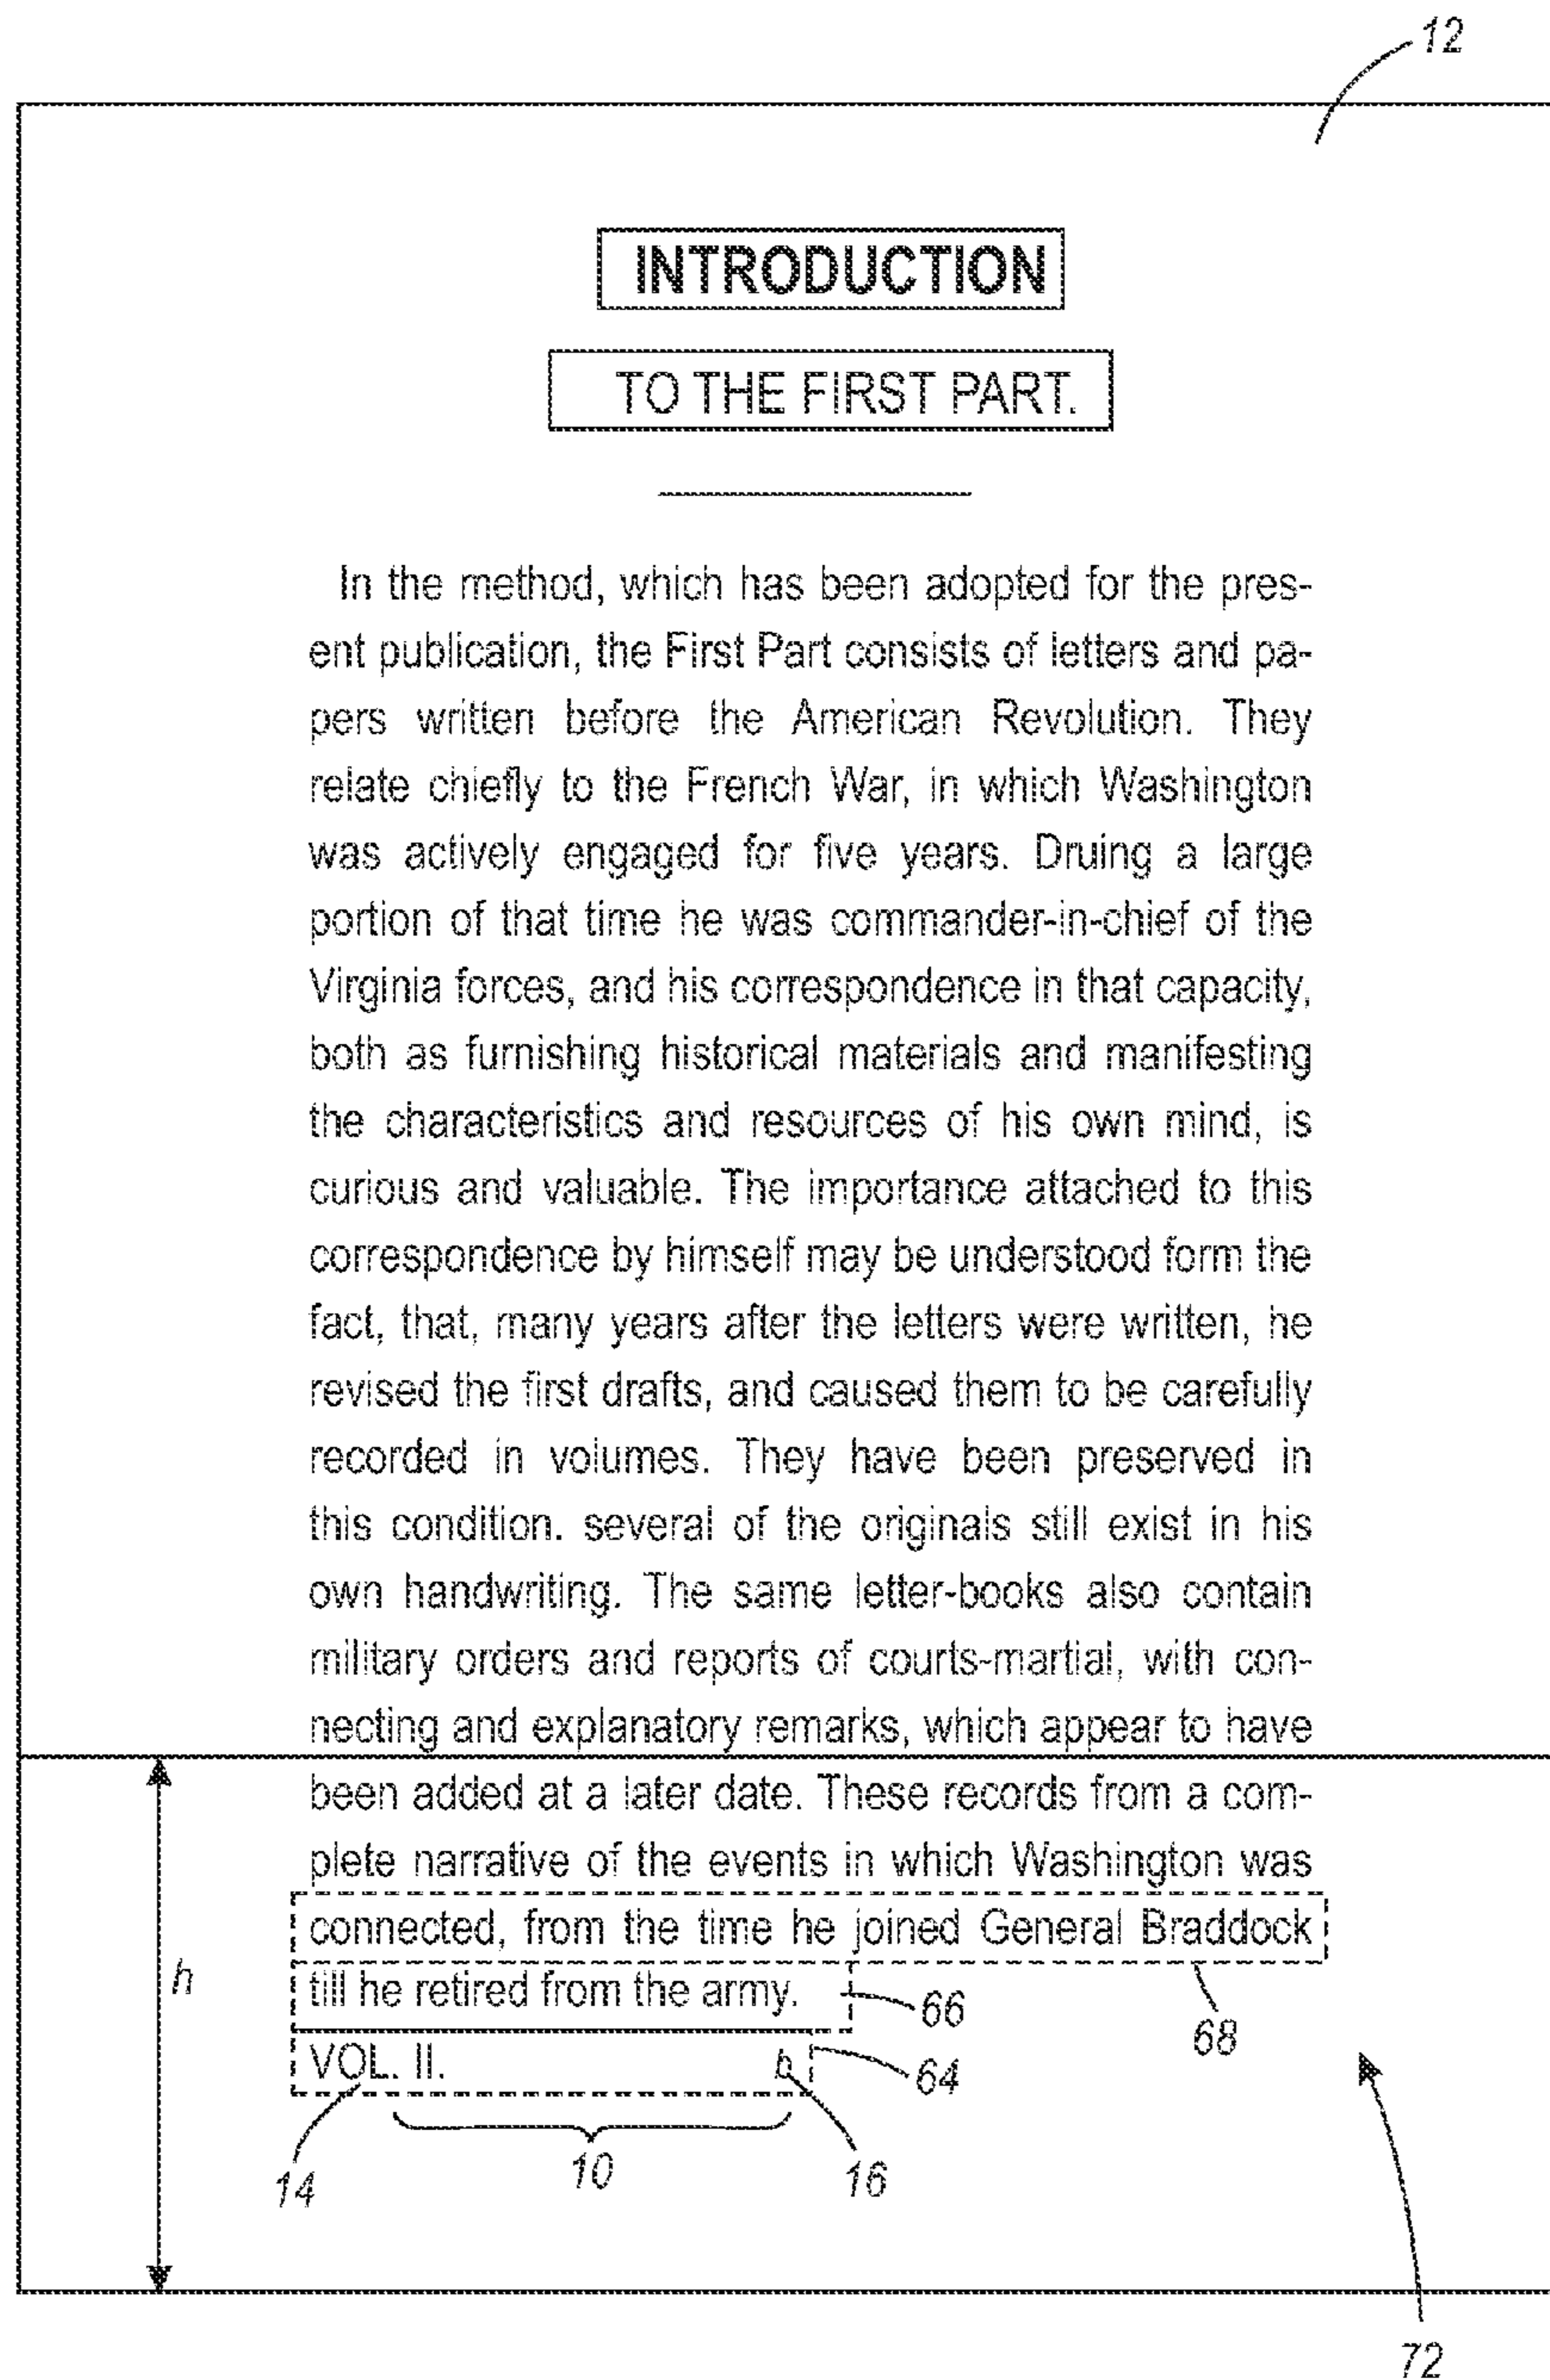 12
INTRODUCTION
TO THE FIRST PART.
In the method, which has been adopted for the pres-
ent publication, the First Part consists of letters and pa-
pers written before the American Revolution. They
relate chiefly to the French War, in which Washington
was actively engaged for five years. Druing a large
portion of that time he was commander-in-chief of the
Virginia forces, and his correspondence in that capacity,
both as furnishing historical materials and manifesting
the characteristics and resources of his own mind, is
curious and valuable. The importance attached to this
correspondence by himself may be understood form the
fact, that, many years after the letters were written, he
revised the first drafts, and caused them to be carefully
recorded in volumes. They have been preserved in
this condition. several of the originals still exist in his
own handwriting. The same letter-books also contain
military orders and reports of courts-martial, with con-
necting and explanatory remarks, which appear to have
been added at a later date. These records from a com-
plete narrative of the events in which Washington was
connected, from the time he joined General Braddock
till he retired from the army.
h
66
68
VOL. II. b
64
14
10
16
72